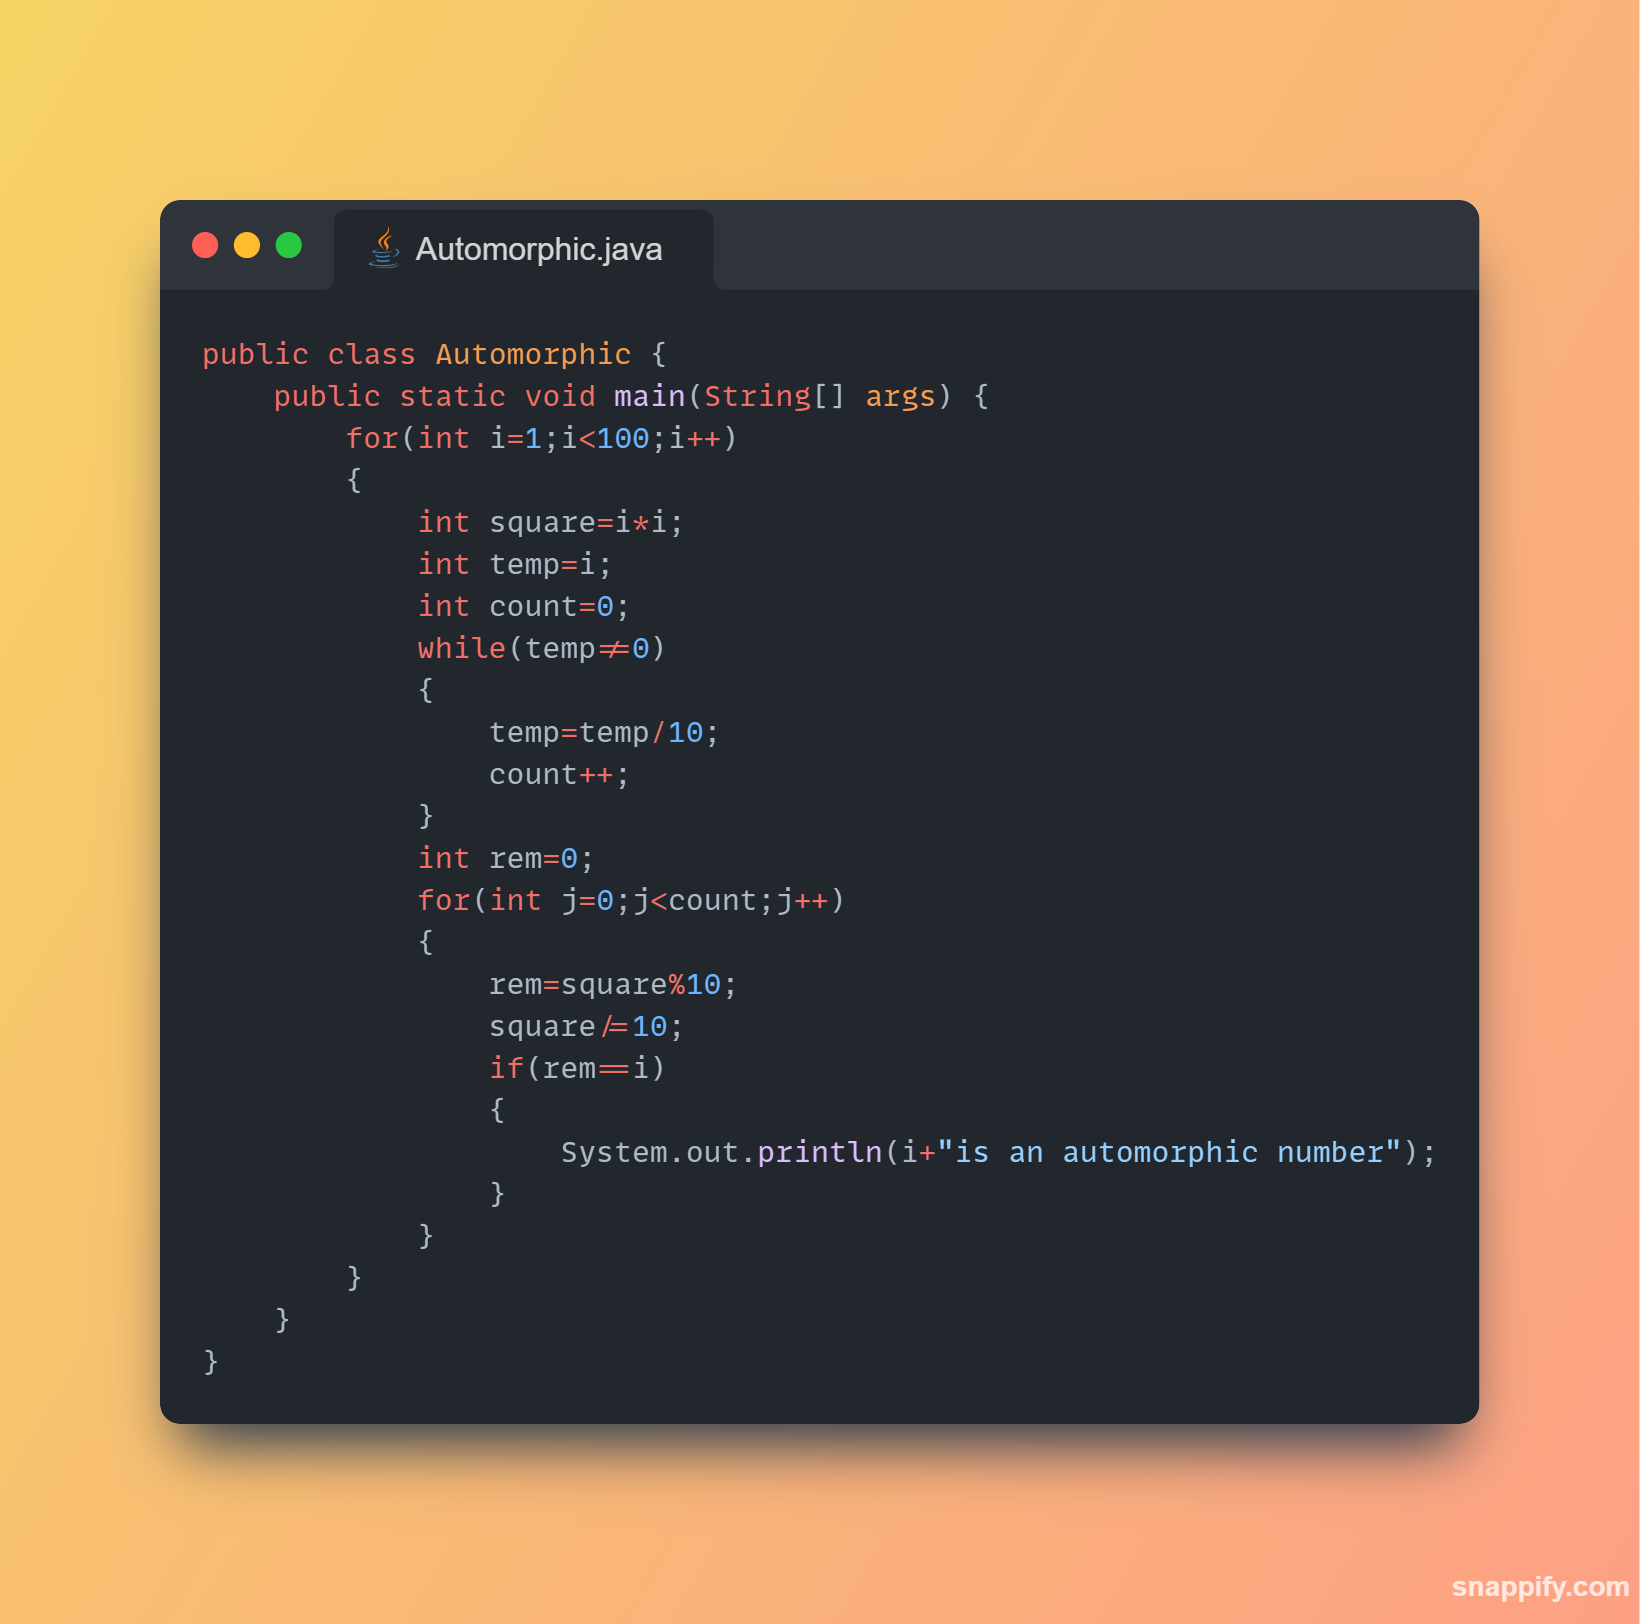 Automorphic.java
public class Automorphic {
    public static void main(String[] args) {
        for(int i=1;i<100;i++)
        {
            int square=i*i;
            int temp=i;
            int count=0;
            while(temp!=0)
            {
                temp=temp/10;
                count++;
            }
            int rem=0;
            for(int j=0;j<count;j++)
            {
                rem=square%10;
                square/=10;
                if(rem==i)
                {
                    System.out.println(i+"is an automorphic number");
                }
            }
        }
    }
}
snappify.com